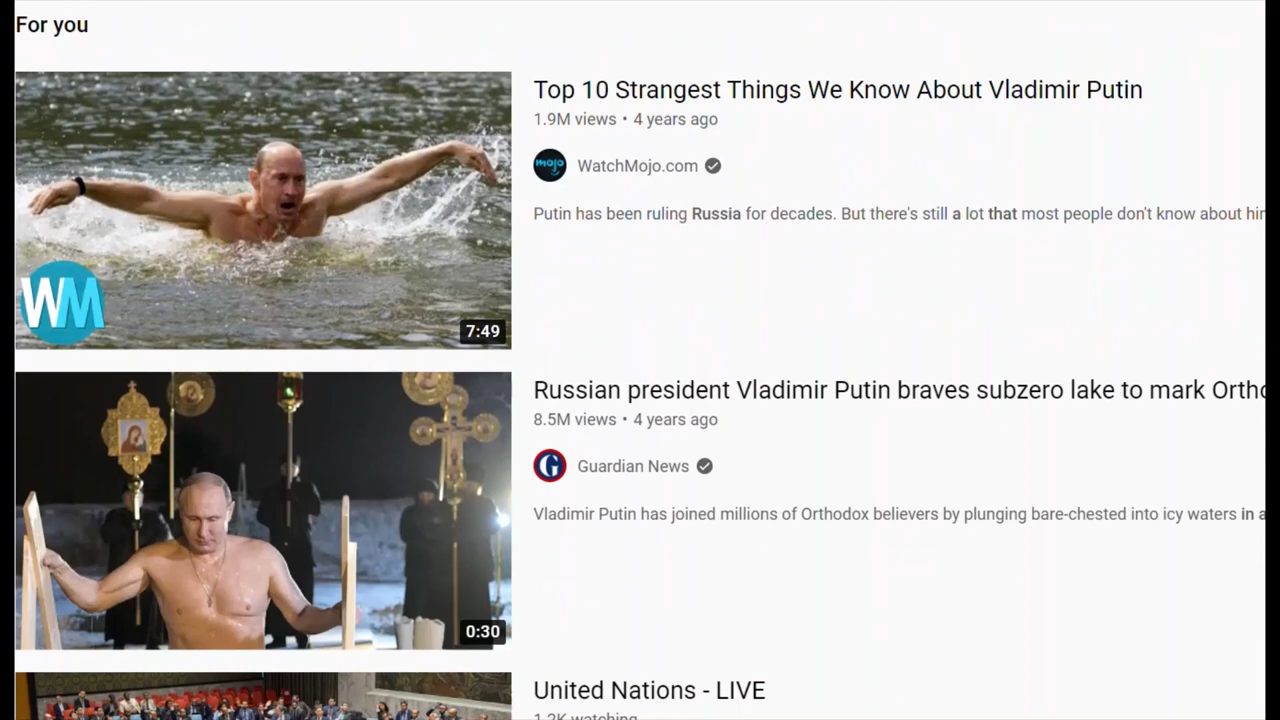 For you
Top 10 Strangest Things We Know About Vladimir Putin
1.9M views • 4 years ago
mojo
WatchMojo.com
Putin has been ruling Russia for decades. But there's still a lot that most people don't know about
WM
7:49
Russian president Vladimir Putin braves subzero lake to mark
8.5M views • 4 years ago
G
Guardian News
Vladimir Putin has joined millions of Orthodox believers by plunging bare-chested into icy waters in a
0:30
United Nations - LIVE
1.2K watching